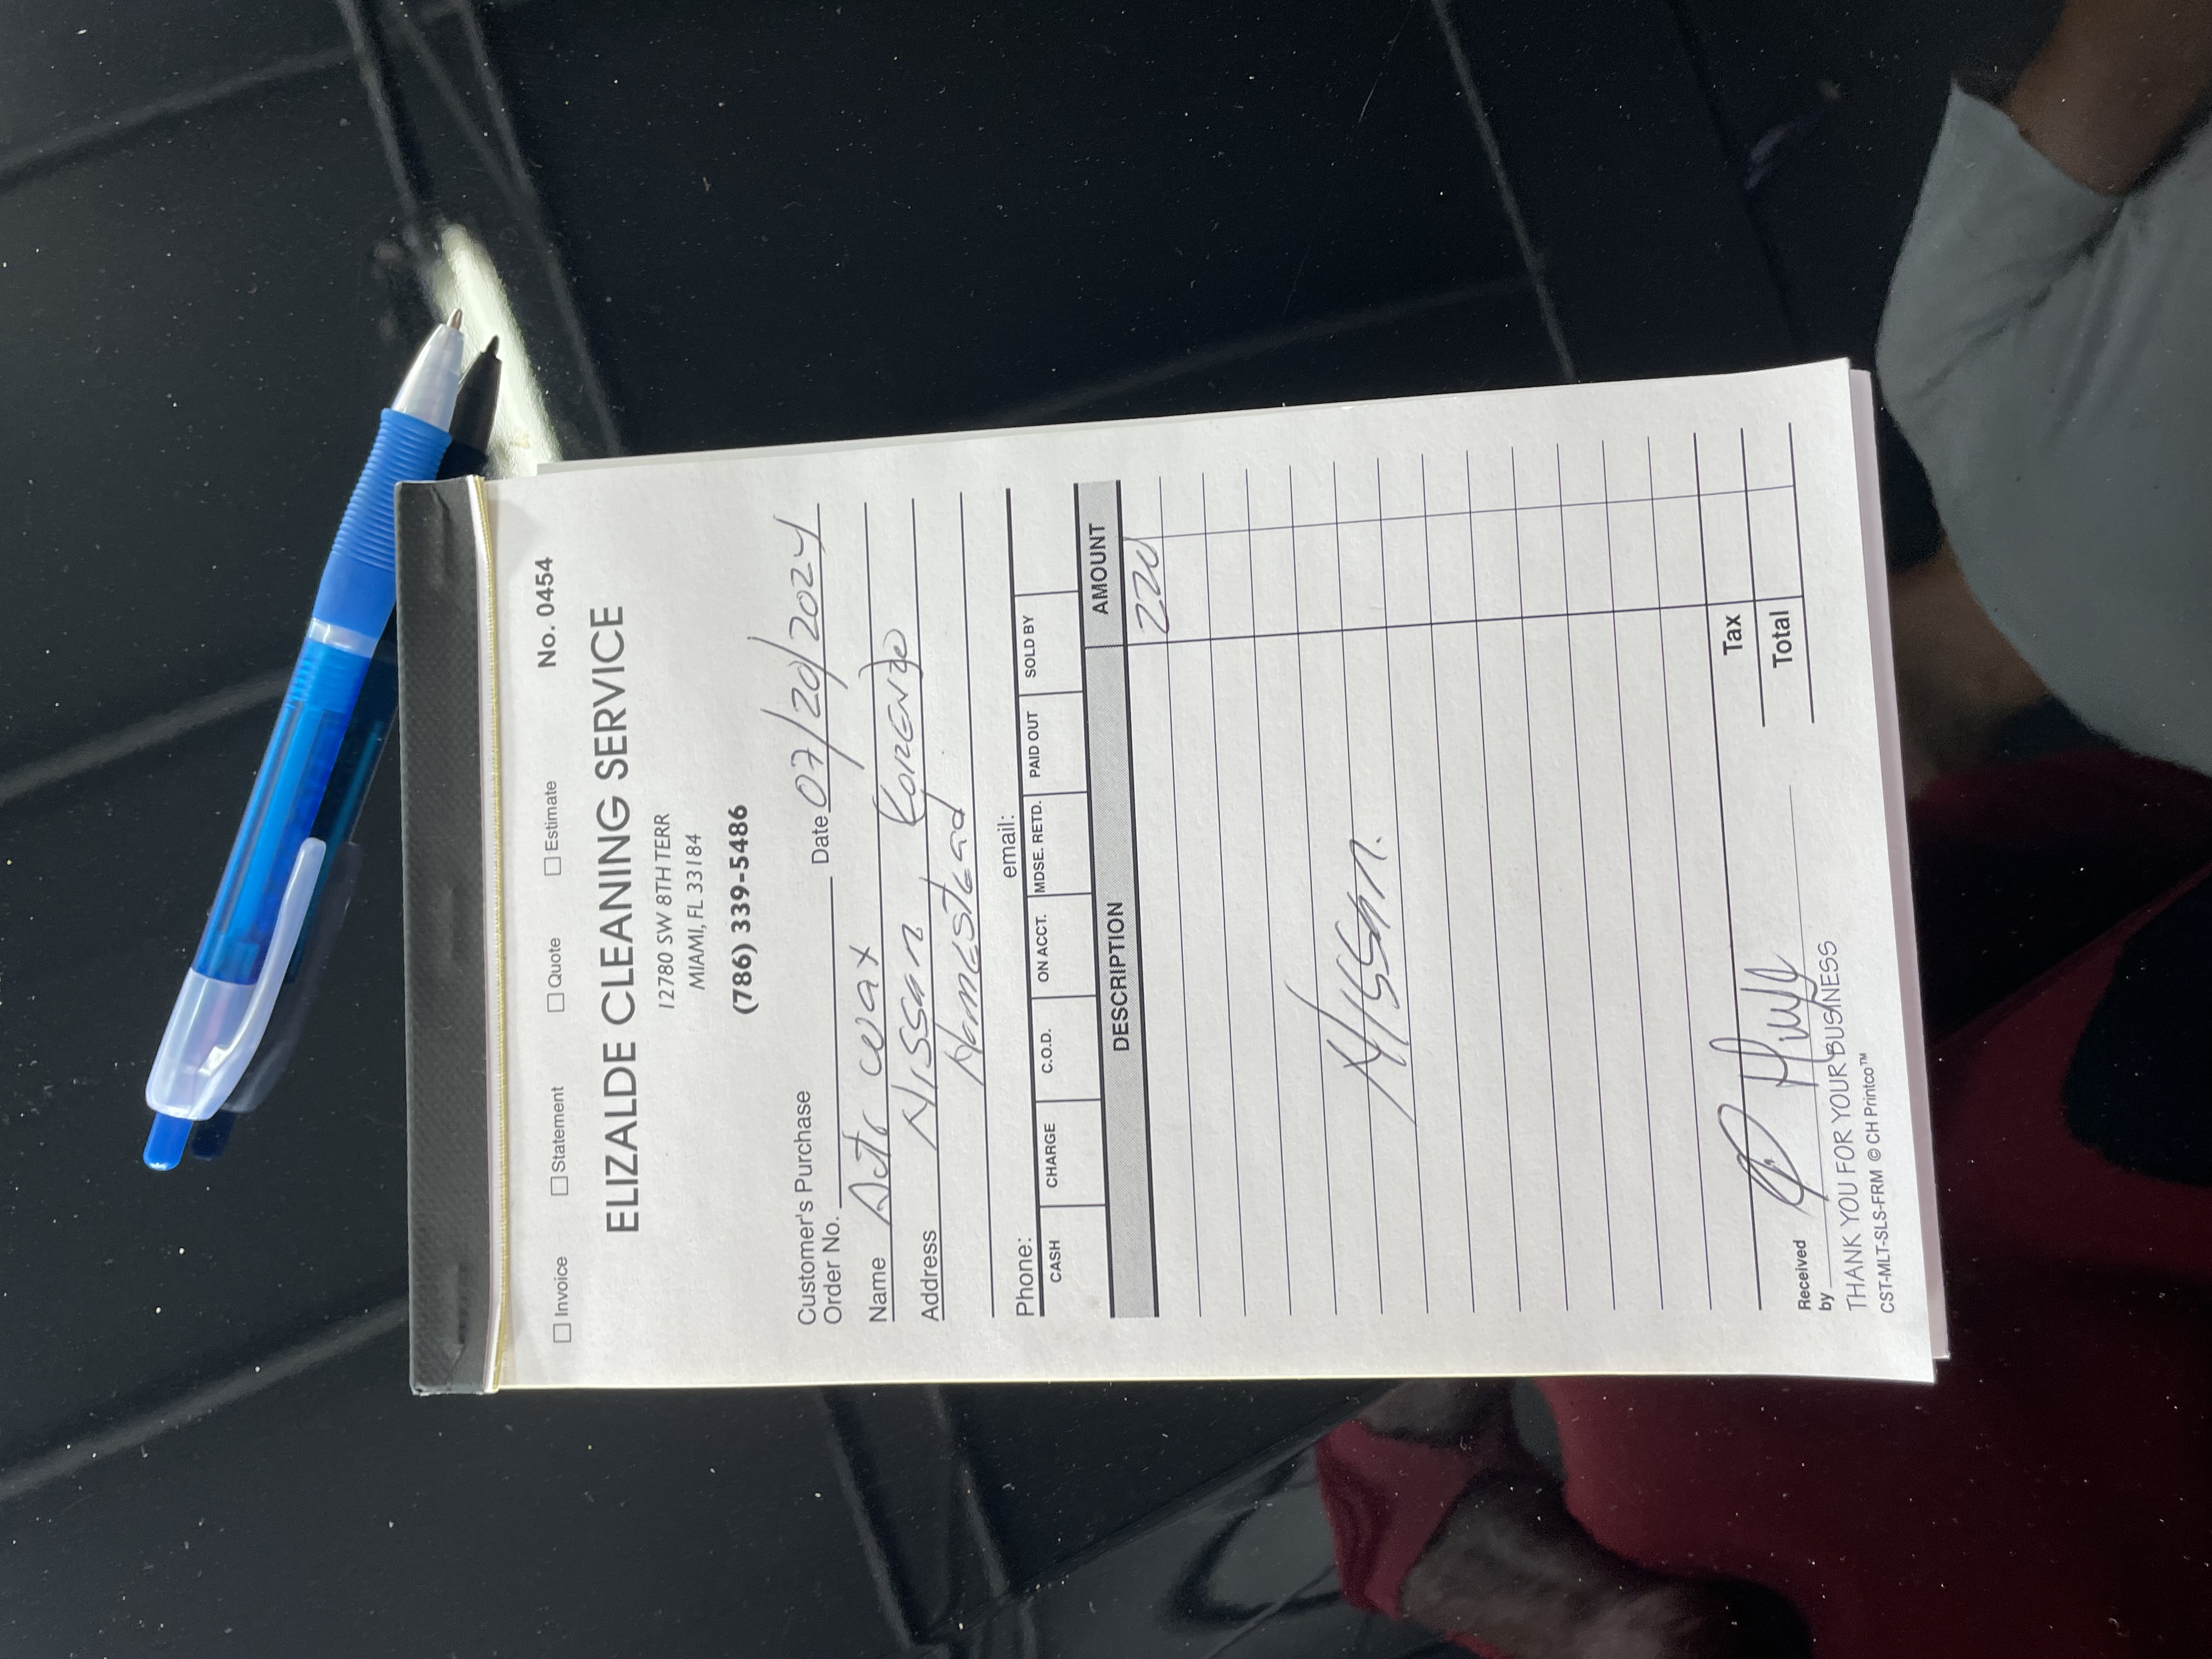 No. 0454
Invoice Statement Quote Estimate
ELIZALDE CLEANING SERVICE
12780 SW 8TH TERR
MIAMI, FL 33184
(786) 339-5486
Customer's Purchase
Order No. Date 07/20/2024
Name Auto wax
Address Nissan
Homestead
Phone: email:
CASH CHARGE C.O.D. ON ACCT. MDSE. RETD. PAID OUT SOLD BY
DESCRIPTION AMOUNT
220
Nissan.
Tax
Total
Received
by
THANK YOU FOR YOUR BUSINESS
CST-MLT-SLS-FRM © CH Printco™